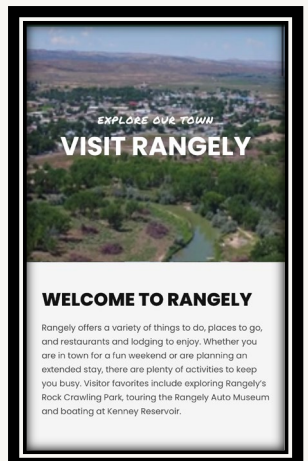 EXPLORE OUR TOWN
VISIT RANGELY
WELCOME TO RANGELY
Rangely offers a variety of things to do, places to go,
and restaurants and lodging to enjoy. Whether you
are in town for a fun weekend or are planning an
extended stay, there are plenty of activities to keep
you busy. Visitor favorites include exploring Rangely's
Rock Crawling Park, touring the Rangely Auto Museum
and boating at Kenney Reservoir.